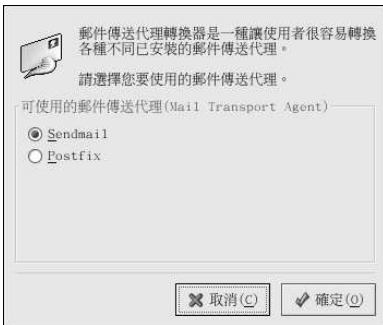 郵件傳送代理轉換器是一種讓使用者很容易轉換
各種不同已安裝的郵件傳送代理。
請選擇您要使用的郵件傳送代理。
可使用的郵件傳送代理(Mail Transport Agent)
Sendmail
Postfix
取消(C)
確定(O)